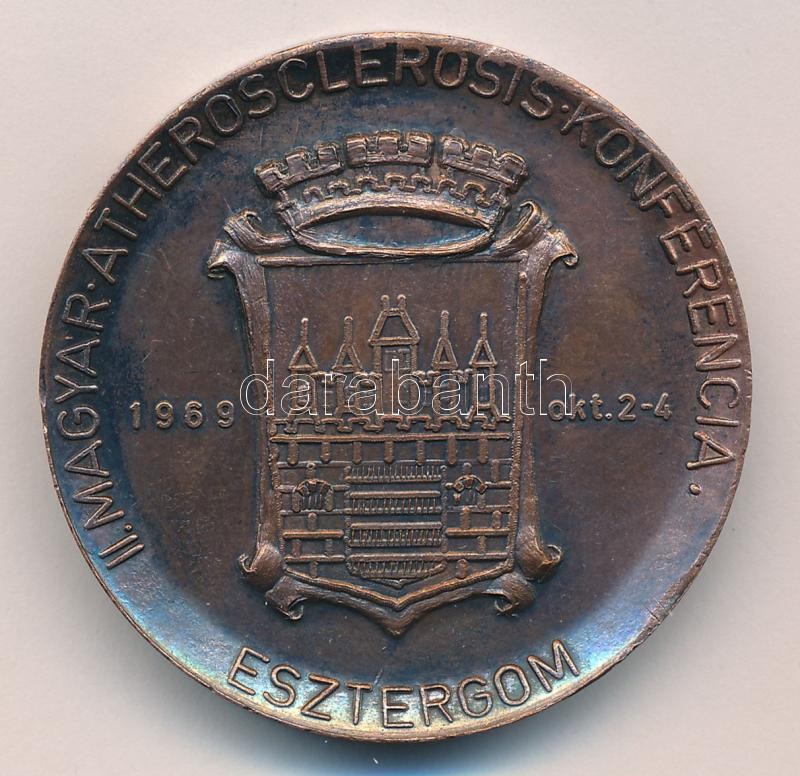 II. MAGYAR · ATHEROSCLEROSIS · KONFERENCIA ·
1969 okt. 2-4
ESZTERGOM
darabanth